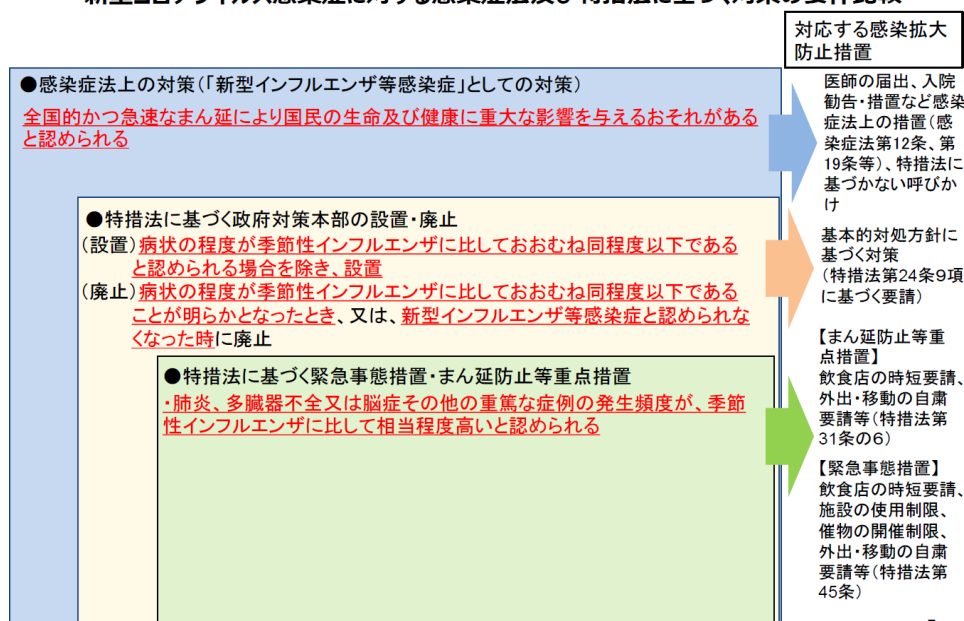 対応する感染拡大
防止措置
●感染症法上の対策(「新型インフルエンザ等感染症」としての対策)
全国的かつ急速なまん延により国民の生命及び健康に重大な影響を与えるおそれがある
と認められる
医師の届出、入院
勧告・措置など感染
症法上の措置(感
染症法第12条、第
19条等)、特措法に
基づかない呼びか
け
●特措法に基づく政府対策本部の設置・廃止
(設置)病状の程度が季節性インフルエンザに比しておおむね同程度以下である
と認められる場合を除き、設置
(廃止)病状の程度が季節性インフルエンザに比しておおむね同程度以下である
ことが明らかとなったとき、又は、新型インフルエンザ等感染症と認められな
くなった時に廃止
基本的対処方針に
基づく対策
(特措法第24条9項
に基づく要請)
●特措法に基づく緊急事態措置・まん延防止等重点措置
・肺炎、多臓器不全又は脳症その他の重篤な症例の発生頻度が、季節
性インフルエンザに比して相当程度高いと認められる
【まん延防止等重
点措置】
飲食店の時短要請、
外出・移動の自粛
要請等(特措法第
31条の6)
【緊急事態措置】
飲食店の時短要請、
施設の使用制限、
催物の開催制限、
外出・移動の自粛
要請等(特措法第
45条)